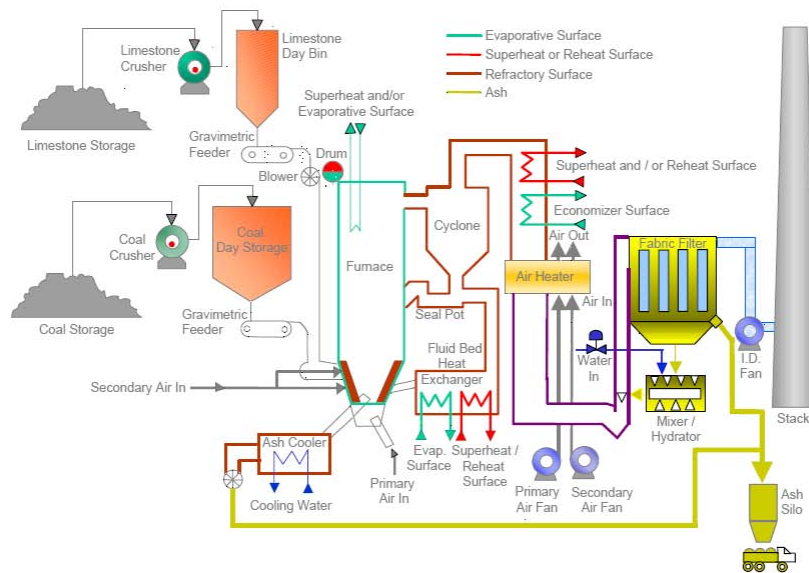 Limestone
Crusher
Limestone
Day Bin
Limestone Storage
Gravimetric
Feeder
Blower
Superheat and/or
Evaporative Surface
Drum
Evaporative Surface
Superheat or Reheat Surface
Refractory Surface
Ash
Coal
Crusher
Coal
Day Storage
Coal Storage
Gravimetric
Feeder
Furnace
Cyclone
Seal Pot
Superheat and / or Reheat Surface
Economizer Surface
Air Out
Air Heater
Air In
Fabric Filter
Water
In
I.D.
Fan
Stack
Mixer /
Hydrator
Fluid Bed
Heat
Exchanger
Secondary Air In
Ash Cooler
Cooling Water
Primary
Air In
Evap.
Surface
Superheat /
Reheat
Surface
Primary
Air Fan
Secondary
Air Fan
Ash
Silo